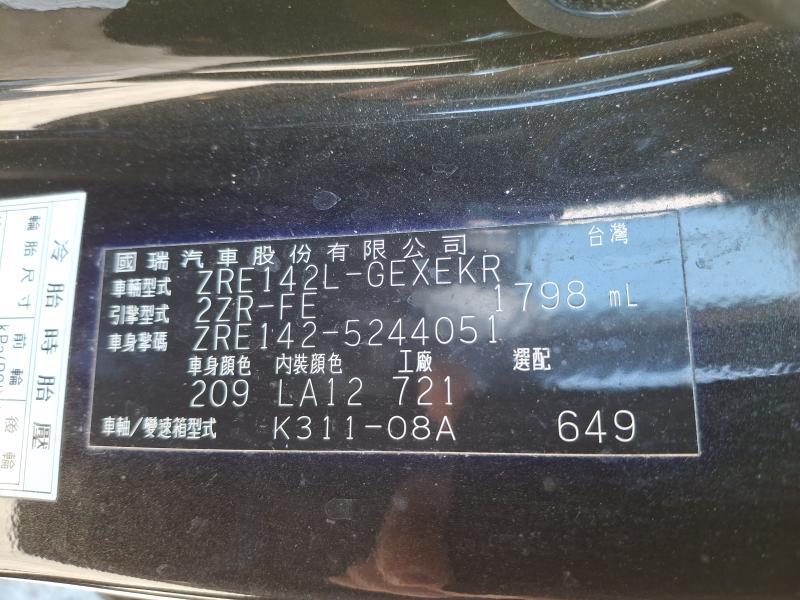 國瑞汽車股份有限公司 台灣
車輛型式 ZRE142L-GEXEKR
引擎型式 2ZR-FE 1798 mL
車身擎碼 ZRE142-5244051
車身顏色 內裝顏色 工廠 選配
209 LA12 721
車軸/變速箱型式 K311-08A 649
冷胎時胎壓
輪胎尺寸
前輪
後輪